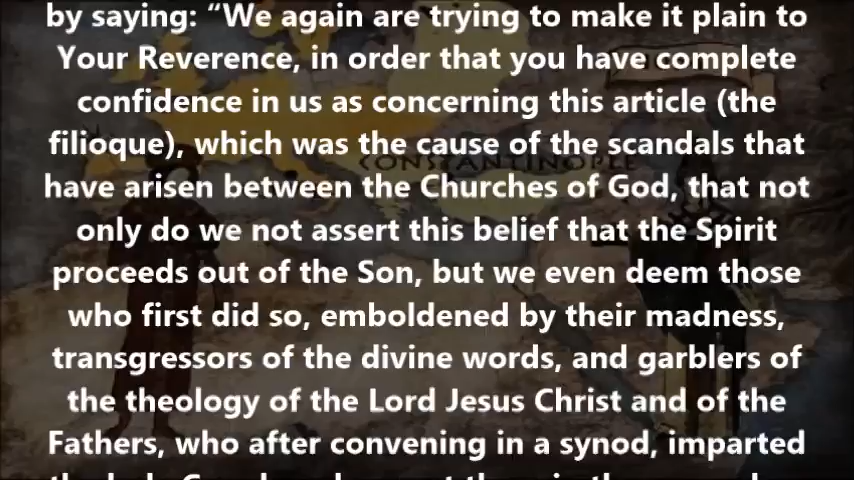 by saying: “We again are trying to make it plain to
Your Reverence, in order that you have complete
confidence in us as concerning this article (the
filioque), which was the cause of the scandals that
CONSTANTINOPLE
have arisen between the Churches of God, that not
only do we not assert this belief that the Spirit
proceeds out of the Son, but we even deem those
who first did so, emboldened by their madness,
transgressors of the divine words, and garblers of
the theology of the Lord Jesus Christ and of the
Fathers, who after convening in a synod, imparted